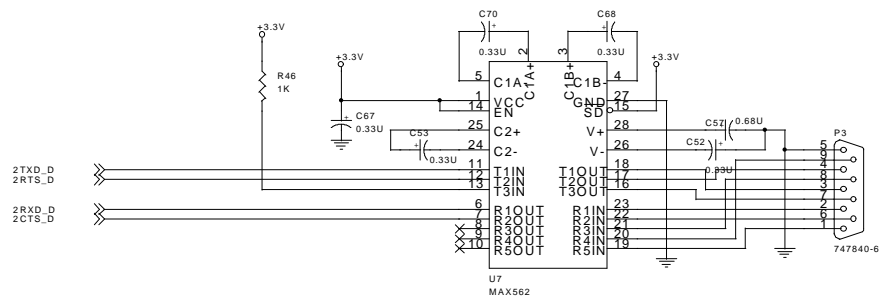 C70
C68
+3.3V
0.33U
0.33U
2
3
+3.3V
+3.3V
R46
1K
C1A+
C1B+
5
C1A-
C1B-
4
1
VCC
GND
27
14
EN
SD
15
C67
0.33U
25
C2+
V+
28
C57
0.68U
P3
C53
0.33U
24
C2-
V-
26
C52
0.33U
5
9
2TXD_D
11
T1IN
T1OUT
18
4
2RTS_D
12
T2IN
T2OUT
17
8
13
T3IN
T3OUT
16
3
7
2RXD_D
6
R1OUT
R1IN
23
2
2CTS_D
7
R2OUT
R2IN
22
6
8
R3OUT
R3IN
21
1
9
R4OUT
R4IN
20
10
R5OUT
R5IN
19
747840-6
U7
MAX562